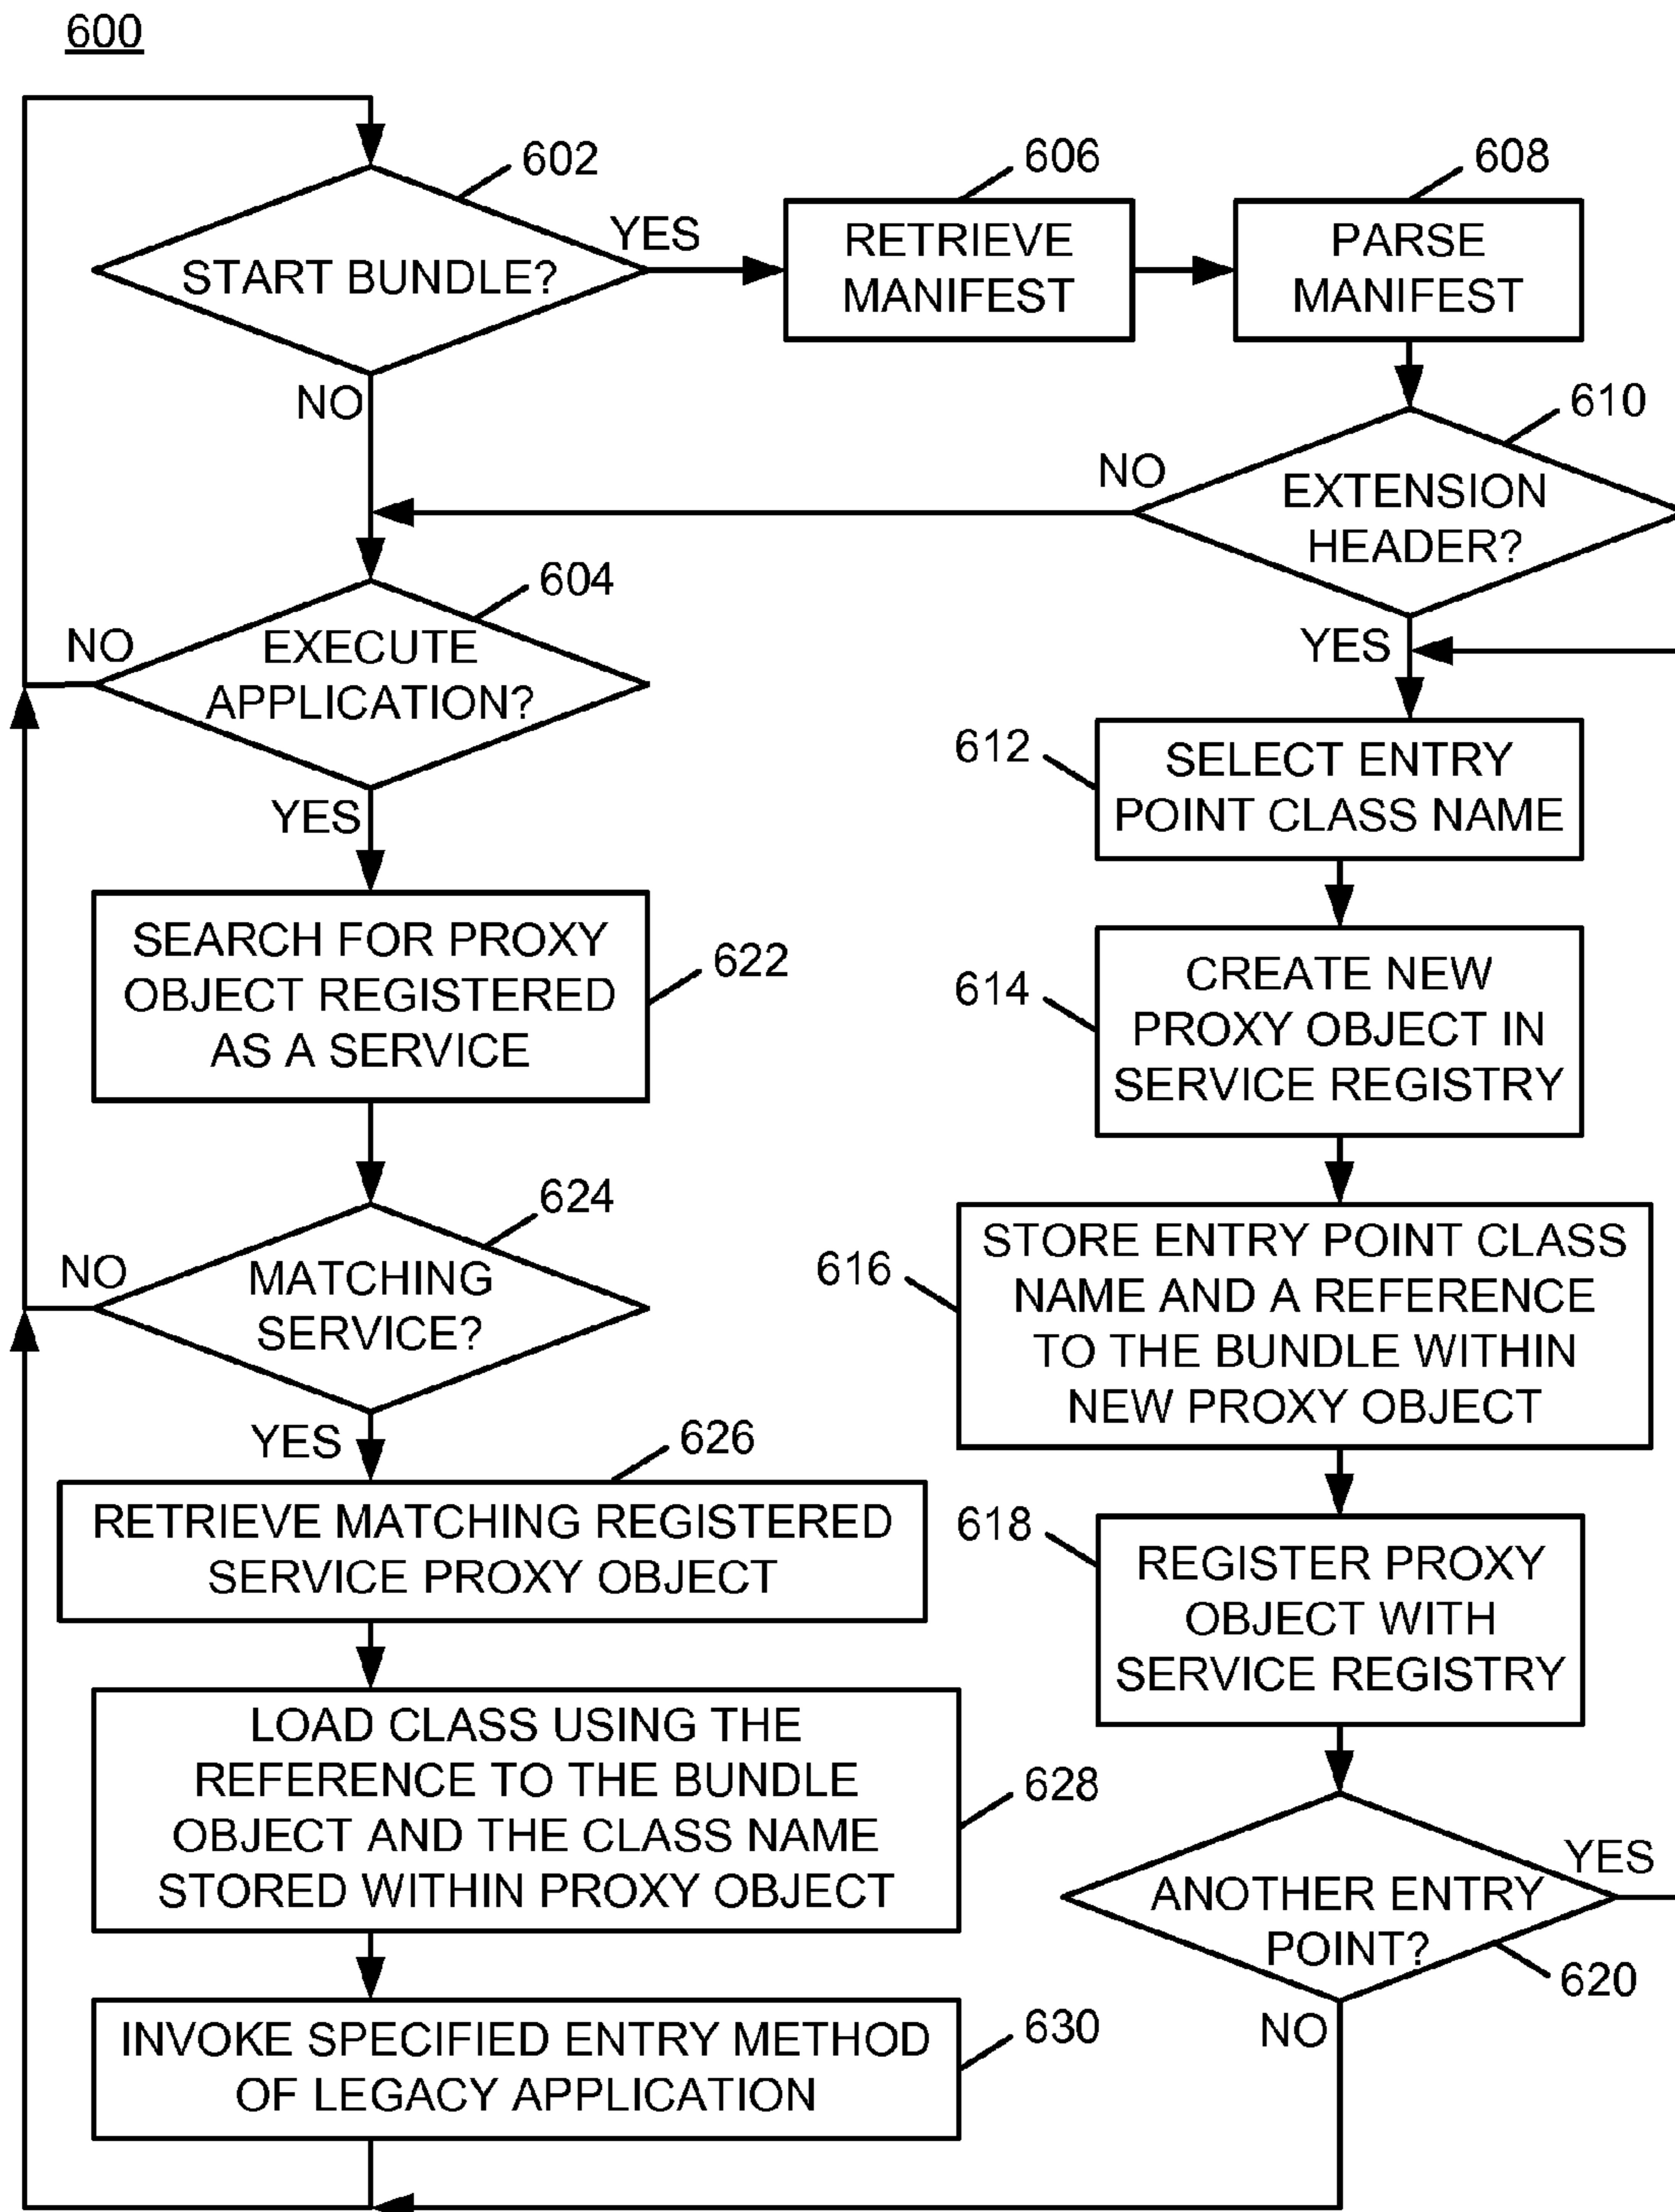 600
602
START BUNDLE?
YES
NO
606
RETRIEVE
MANIFEST
608
PARSE
MANIFEST
610
EXTENSION
HEADER?
NO
YES
604
EXECUTE
APPLICATION?
NO
YES
612
SELECT ENTRY
POINT CLASS NAME
614
CREATE NEW
PROXY OBJECT IN
SERVICE REGISTRY
616
STORE ENTRY POINT CLASS
NAME AND A REFERENCE
TO THE BUNDLE WITHIN
NEW PROXY OBJECT
618
REGISTER PROXY
OBJECT WITH
SERVICE REGISTRY
ANOTHER ENTRY
POINT?
YES
620
NO
SEARCH FOR PROXY
OBJECT REGISTERED
AS A SERVICE
622
624
MATCHING
SERVICE?
NO
YES
626
RETRIEVE MATCHING REGISTERED
SERVICE PROXY OBJECT
LOAD CLASS USING THE
REFERENCE TO THE BUNDLE
OBJECT AND THE CLASS NAME
STORED WITHIN PROXY OBJECT
628
INVOKE SPECIFIED ENTRY METHOD
OF LEGACY APPLICATION
630